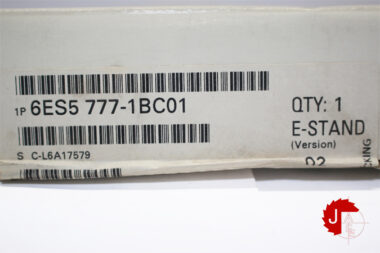 1P 6ES5 777-1BC01
QTY: 1
E-STAND
(Version)
S C-L6A17579
02